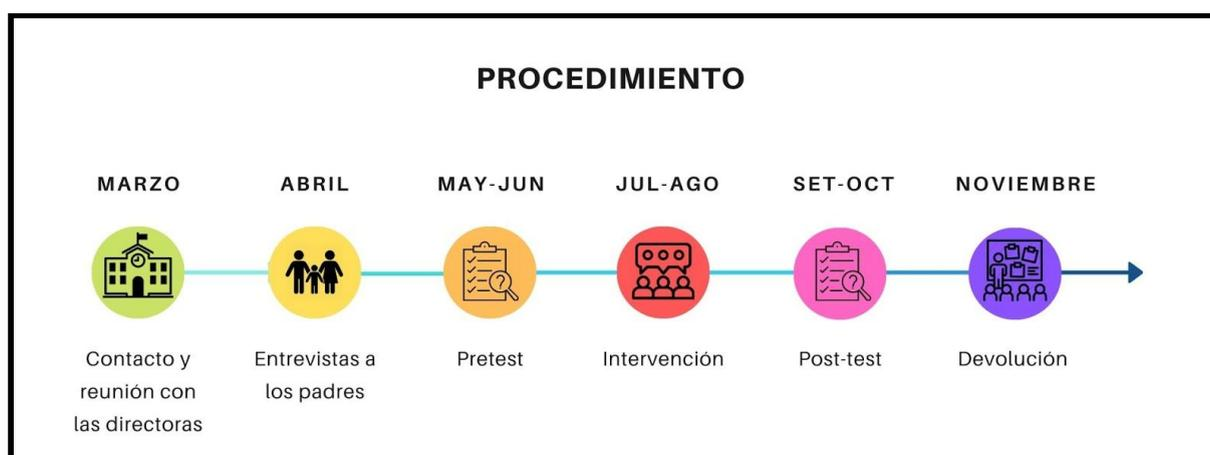 PROCEDIMIENTO
MARZO
ABRIL
MAY-JUN
JUL-AGO
SET-OCT
NOVIEMBRE
Contacto y
reunión con
las directoras
Entrevistas a
los padres
Pretest
Intervención
Post-test
Devolución